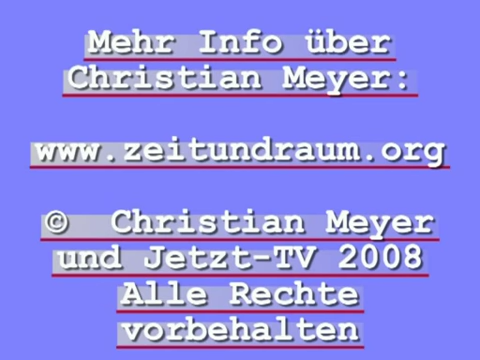 Mehr Info über
Christian Meyer:
www.zeitundraum.org
© Christian Meyer
und Jetzt-TV 2008
Alle Rechte
vorbehalten